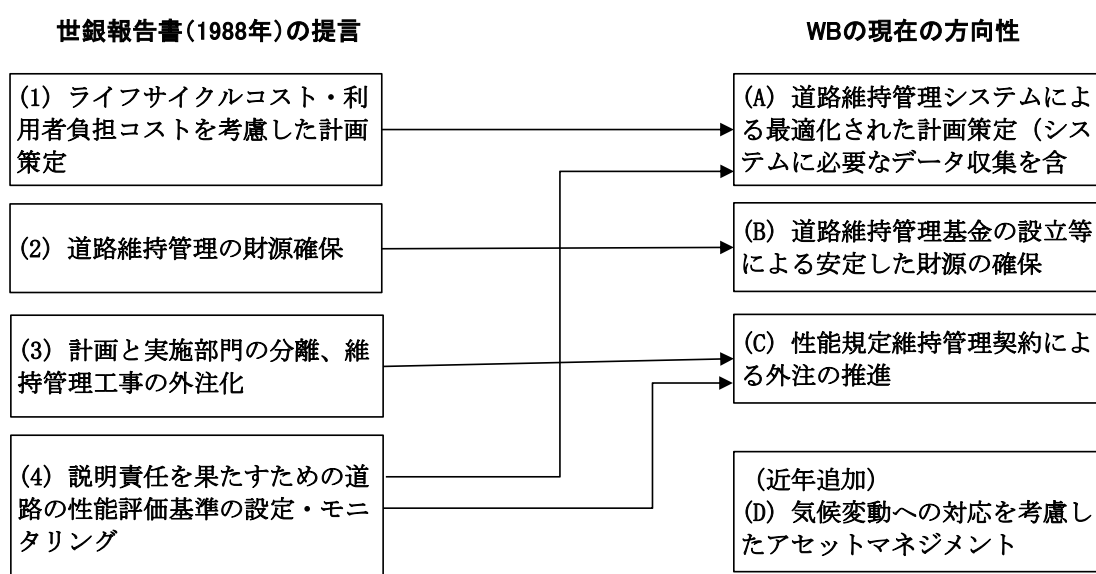 世銀報告書(1988年)の提言
(1) ライフサイクルコスト・利
用者負担コストを考慮した計画
策定
(2) 道路維持管理の財源確保
(3) 計画と実施部門の分離、維
持管理工事の外注化
(4) 説明責任を果たすための道
路の性能評価基準の設定・モニ
タリング
WBの現在の方向性
(A) 道路維持管理システムによ
る最適化された計画策定（シス
テムに必要なデータ収集を含
(B) 道路維持管理基金の設立等
による安定した財源の確保
(C) 性能規定維持管理契約によ
る外注の推進
（近年追加）
(D) 気候変動への対応を考慮し
たアセットマネジメント